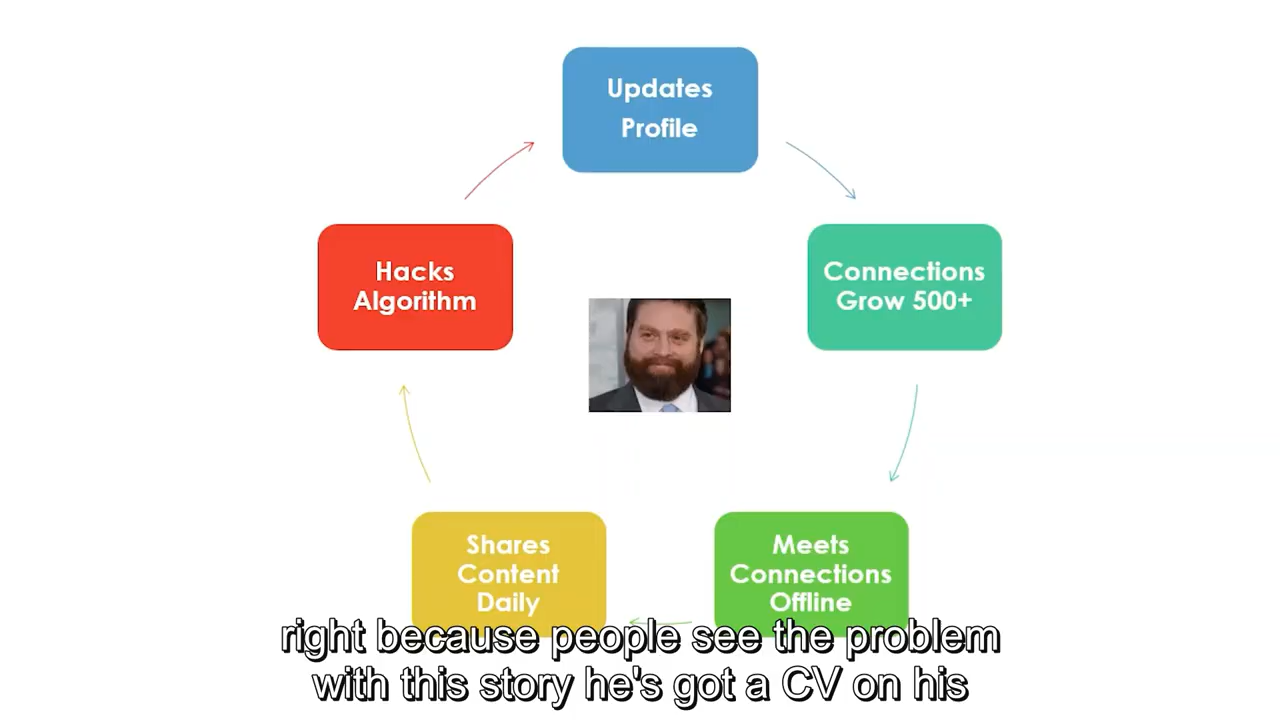 Updates
Profile
Connections
Grow 500+
Meets
Connections
Offline
Shares
Content
Daily
Hacks
Algorithm
right because people see the problem
with this story he's got a CV on his